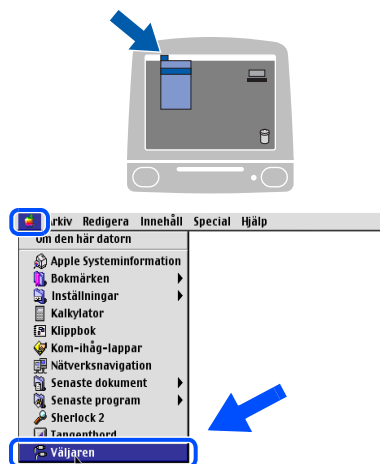 Arkiv Redigera Innehåll Special Hjälp
Om den här datorn
Apple Systeminformation
Bokmärken
Inställningar
Kalkylator
Klippbok
Kom-ihåg-lappar
Nätverksnavigation
Senaste dokument
Senaste program
Sherlock 2
Tangentbord
Väljaren